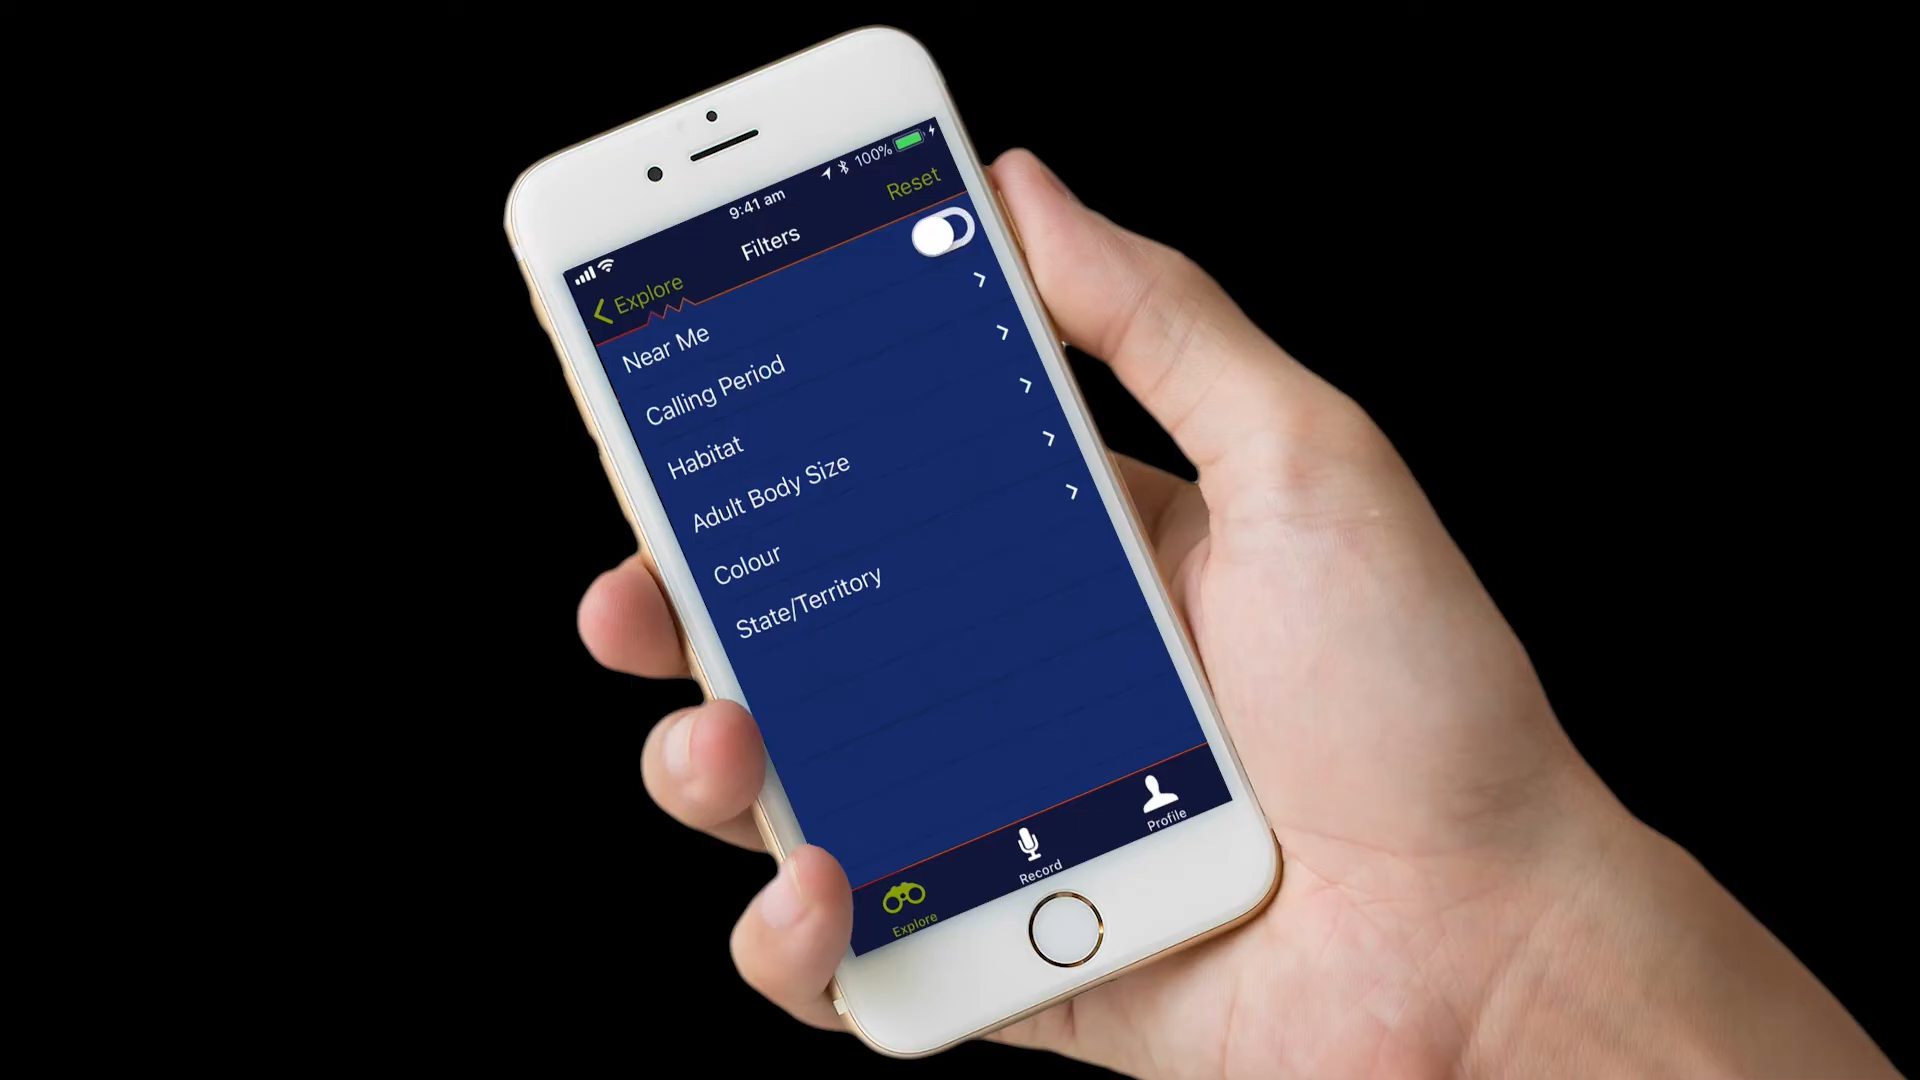 9:41 am
100%
Explore
Filters
Reset
Near Me
Calling Period
Habitat
Adult Body Size
Colour
State/Territory
Explore
Record
Profile